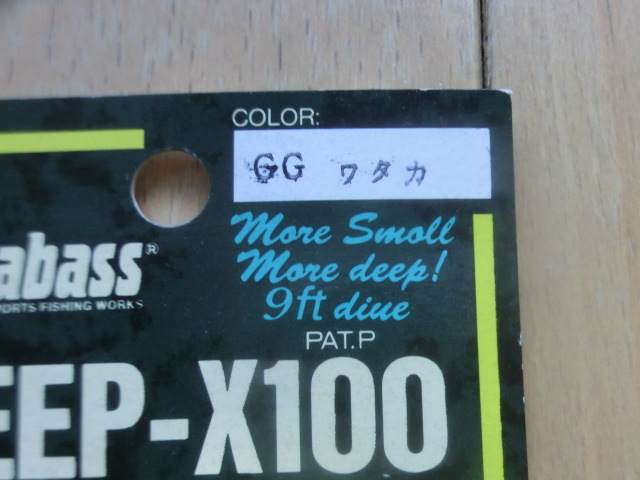 COLOR:
GG ワタカ
More Smoll
More deep!
9ft diue
PAT.P
abass®
PORTS FISHING WORKS
EEP-X100